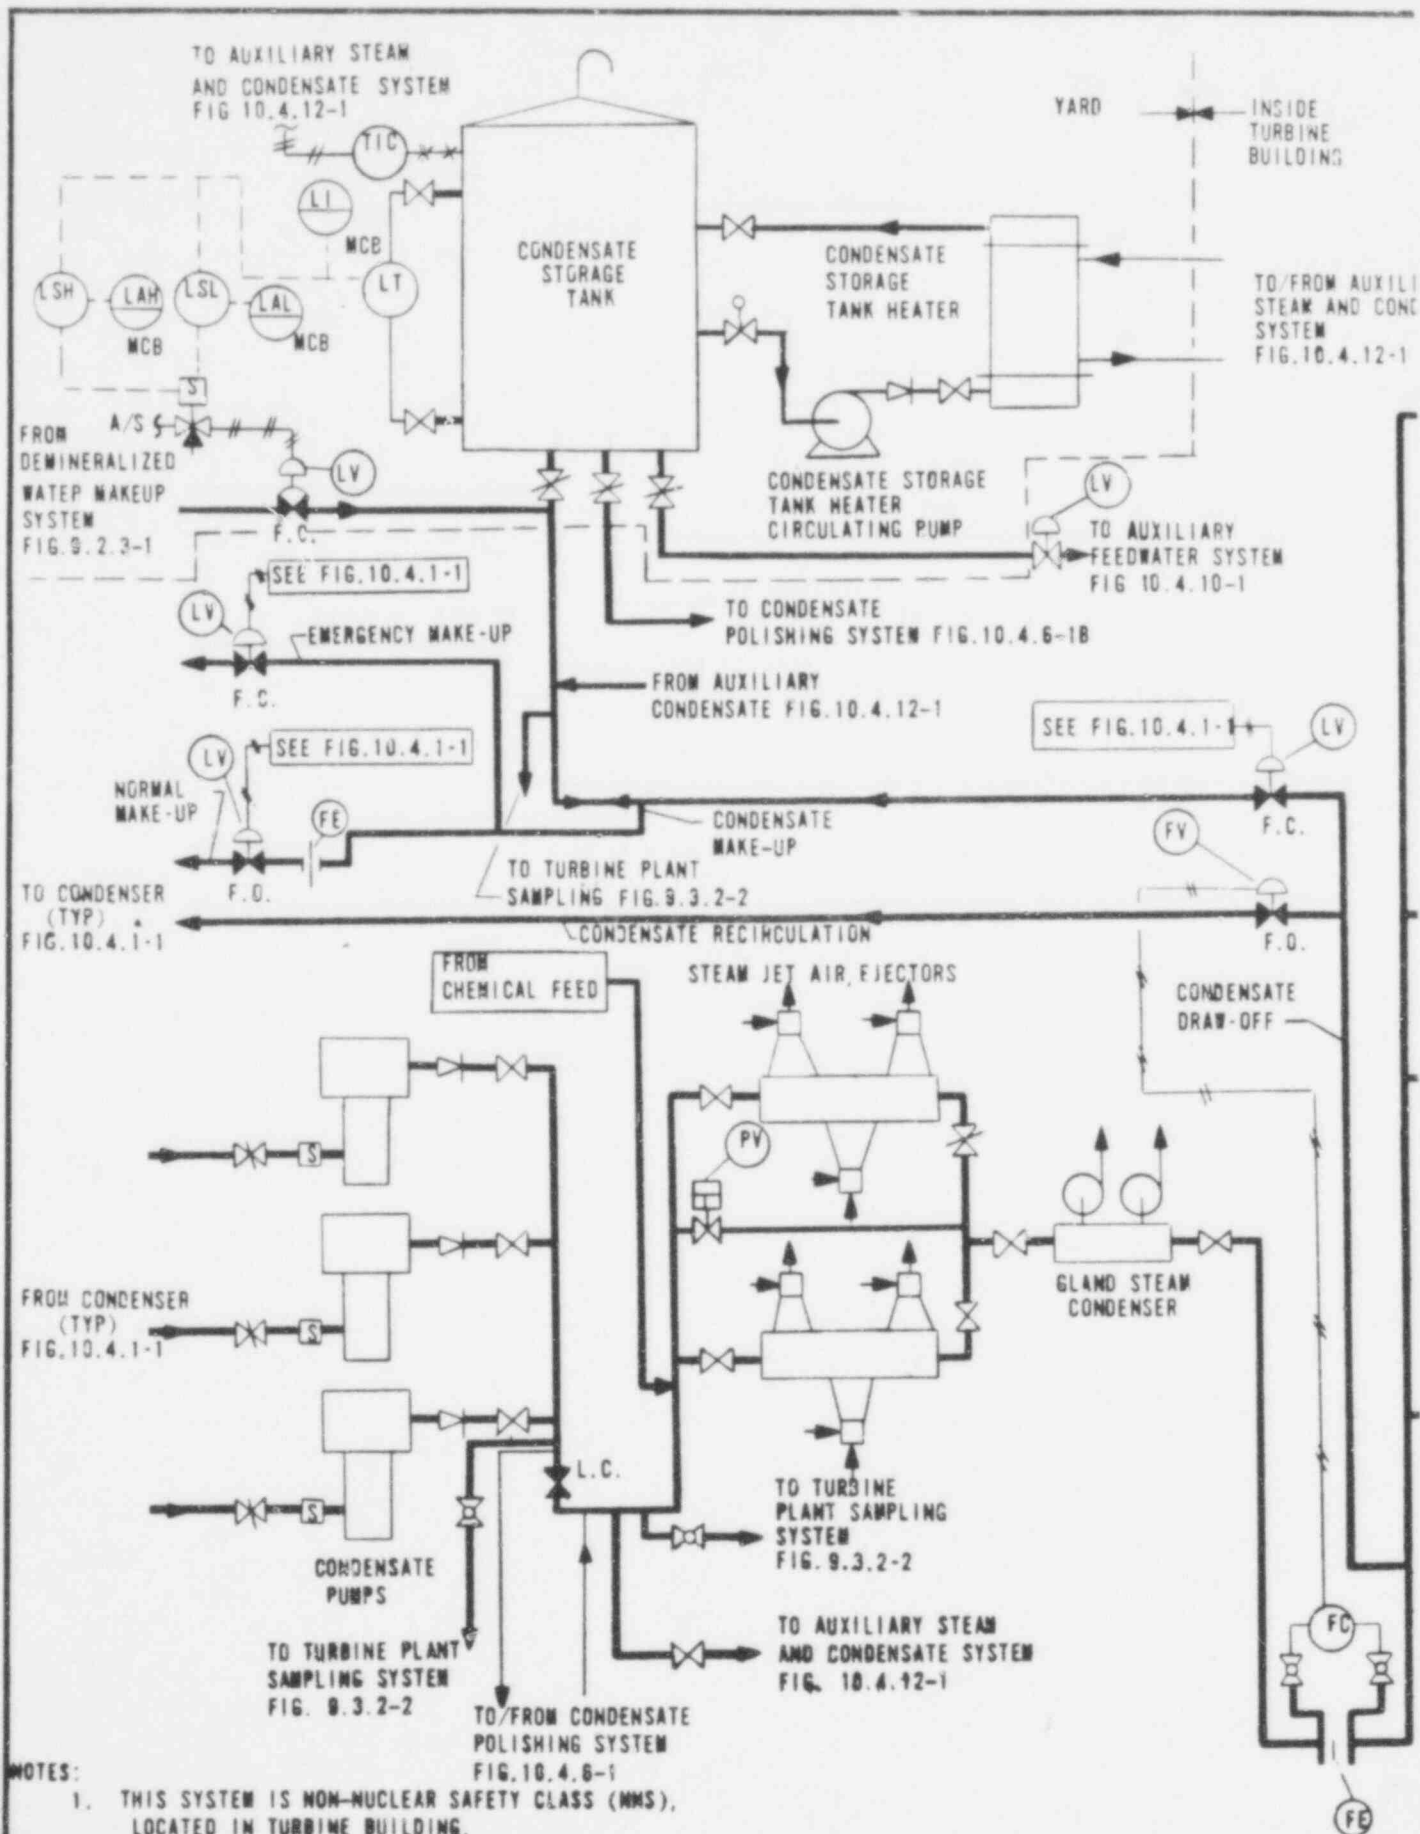 TO AUXILIARY STEAM
AND CONDENSATE SYSTEM
FIG 10.4.12-1
TIC
LI
MCB
LT
LSH
LAH
MCB
LSL
LAL
MCB
S
A/S
CONDENSATE
STORAGE
TANK
YARD
INSIDE
TURBINE
BUILDING
CONDENSATE
STORAGE
TANK HEATER
TO/FROM AUXILI
STEAM AND COND
SYSTEM
FIG.10.4.12-1
FROM
DEMINERALIZED
WATER MAKEUP
SYSTEM
FIG.9.2.3-1
LV
F.C.
CONDENSATE STORAGE
TANK HEATER
CIRCULATING PUMP
LV
TO AUXILIARY
FEEDWATER SYSTEM
FIG 10.4.10-1
SEE FIG.10.4.1-1
LV
EMERGENCY MAKE-UP
F.C.
TO CONDENSATE
POLISHING SYSTEM FIG.10.4.6-1B
FROM AUXILIARY
CONDENSATE FIG.10.4.12-1
SEE FIG.10.4.1-1
LV
F.C.
SEE FIG.10.4.1-1
LV
NORMAL
MAKE-UP
FE
F.O.
CONDENSATE
MAKE-UP
FV
F.O.
TO TURBINE PLANT
SAMPLING FIG.9.3.2-2
TO CONDENSER
(TYP)
FIG.10.4.1-1
CONDENSATE RECIRCULATION
FROM
CHEMICAL FEED
STEAM JET AIR EJECTORS
CONDENSATE
DRAW-OFF
PV
S
GLAND STEAM
CONDENSER
FROM CONDENSER
(TYP)
FIG.10.4.1-1
S
L.C.
S
CONDENSATE
PUMPS
TO TURBINE
PLANT SAMPLING
SYSTEM
FIG. 9.3.2-2
TO TURBINE PLANT
SAMPLING SYSTEM
FIG. 9.3.2-2
TO AUXILIARY STEAM
AND CONDENSATE SYSTEM
FIG. 10.4.12-1
FC
TO/FROM CONDENSATE
POLISHING SYSTEM
FIG.10.4.6-1
FE
NOTES:
1. THIS SYSTEM IS NON-NUCLEAR SAFETY CLASS (NNS),
LOCATED IN TURBINE BUILDING.